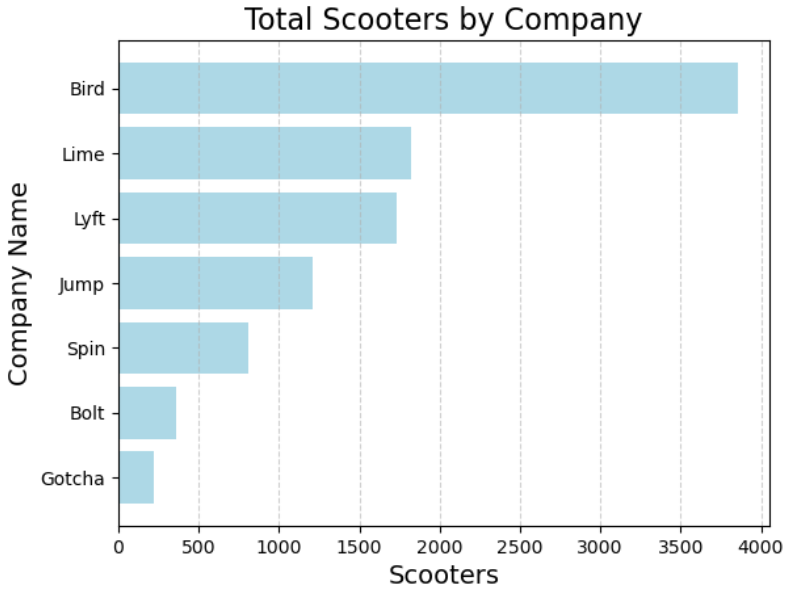 Total Scooters by Company
Company Name
Bird
Lime
Lyft
Jump
Spin
Bolt
Gotcha
0 500 1000 1500 2000 2500 3000 3500 4000
Scooters